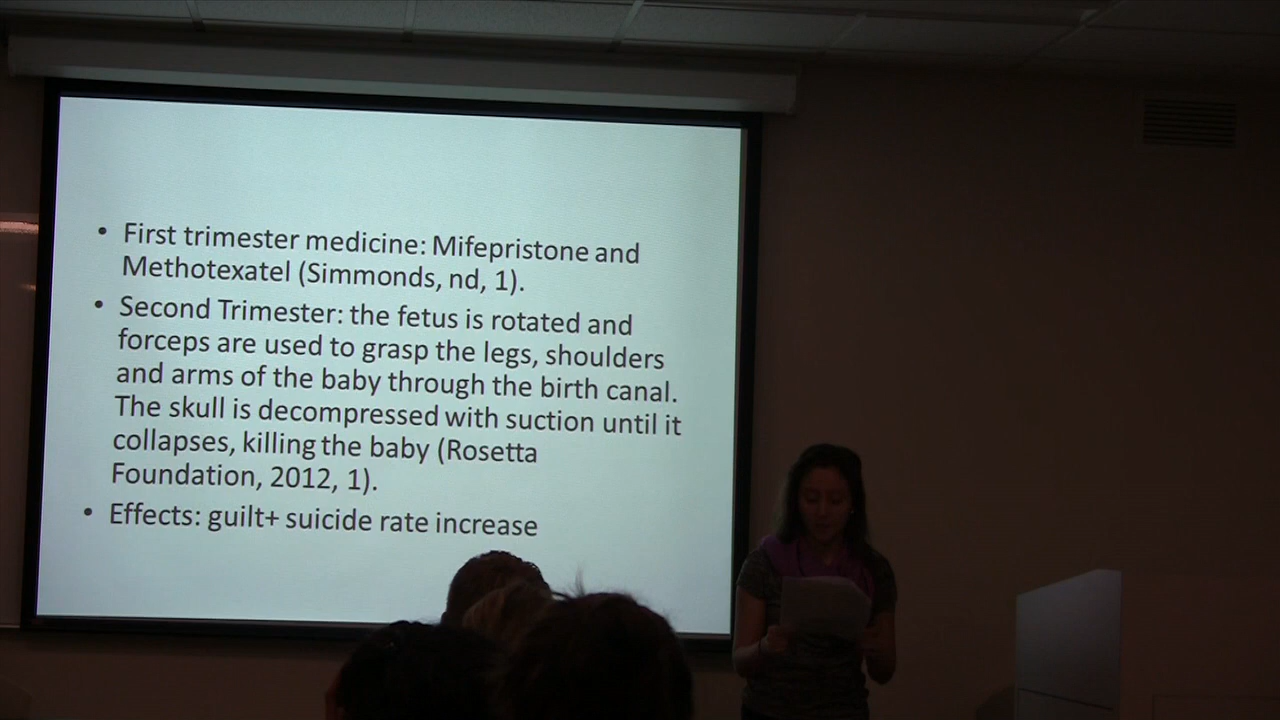 • First trimester medicine: Mifepristone and
Methotexatel (Simmonds, nd, 1).
• Second Trimester: the fetus is rotated and
forceps are used to grasp the legs, shoulders
and arms of the baby through the birth canal.
The skull is decompressed with suction until it
collapses, killing the baby (Rosetta
Foundation, 2012, 1).
• Effects: guilt+ suicide rate increase